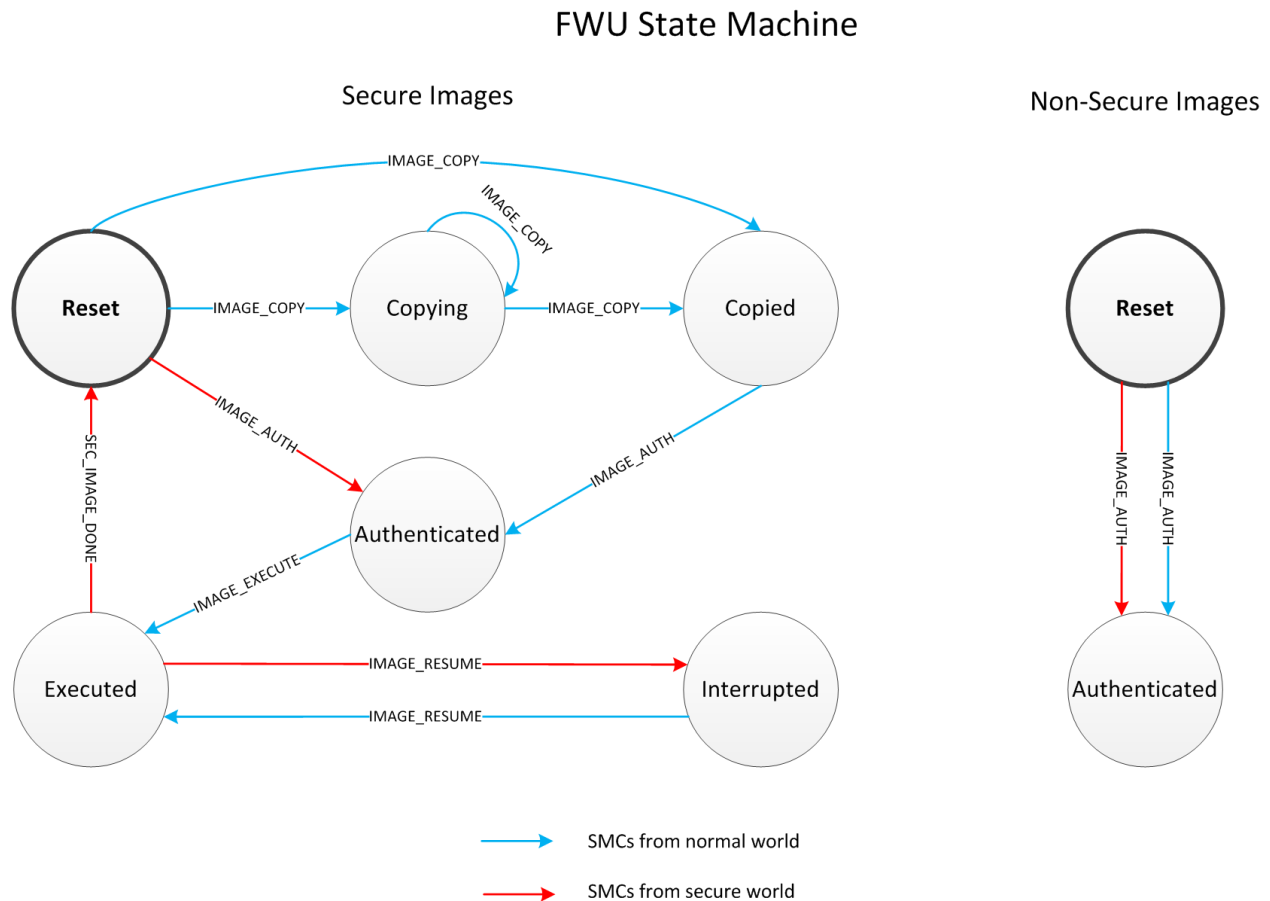 FWU State Machine
Secure Images
Non-Secure Images
IMAGE_COPY
IMAGE_COPY
Reset
IMAGE_COPY
Copying
IMAGE_COPY
Copied
Reset
IMAGE_AUTH
IMAGE_AUTH
SEC_IMAGE_DONE
IMAGE_AUTH
IMAGE_AUTH
Authenticated
IMAGE_EXECUTE
IMAGE_RESUME
Executed
Interrupted
Authenticated
IMAGE_RESUME
SMCs from normal world
SMCs from secure world